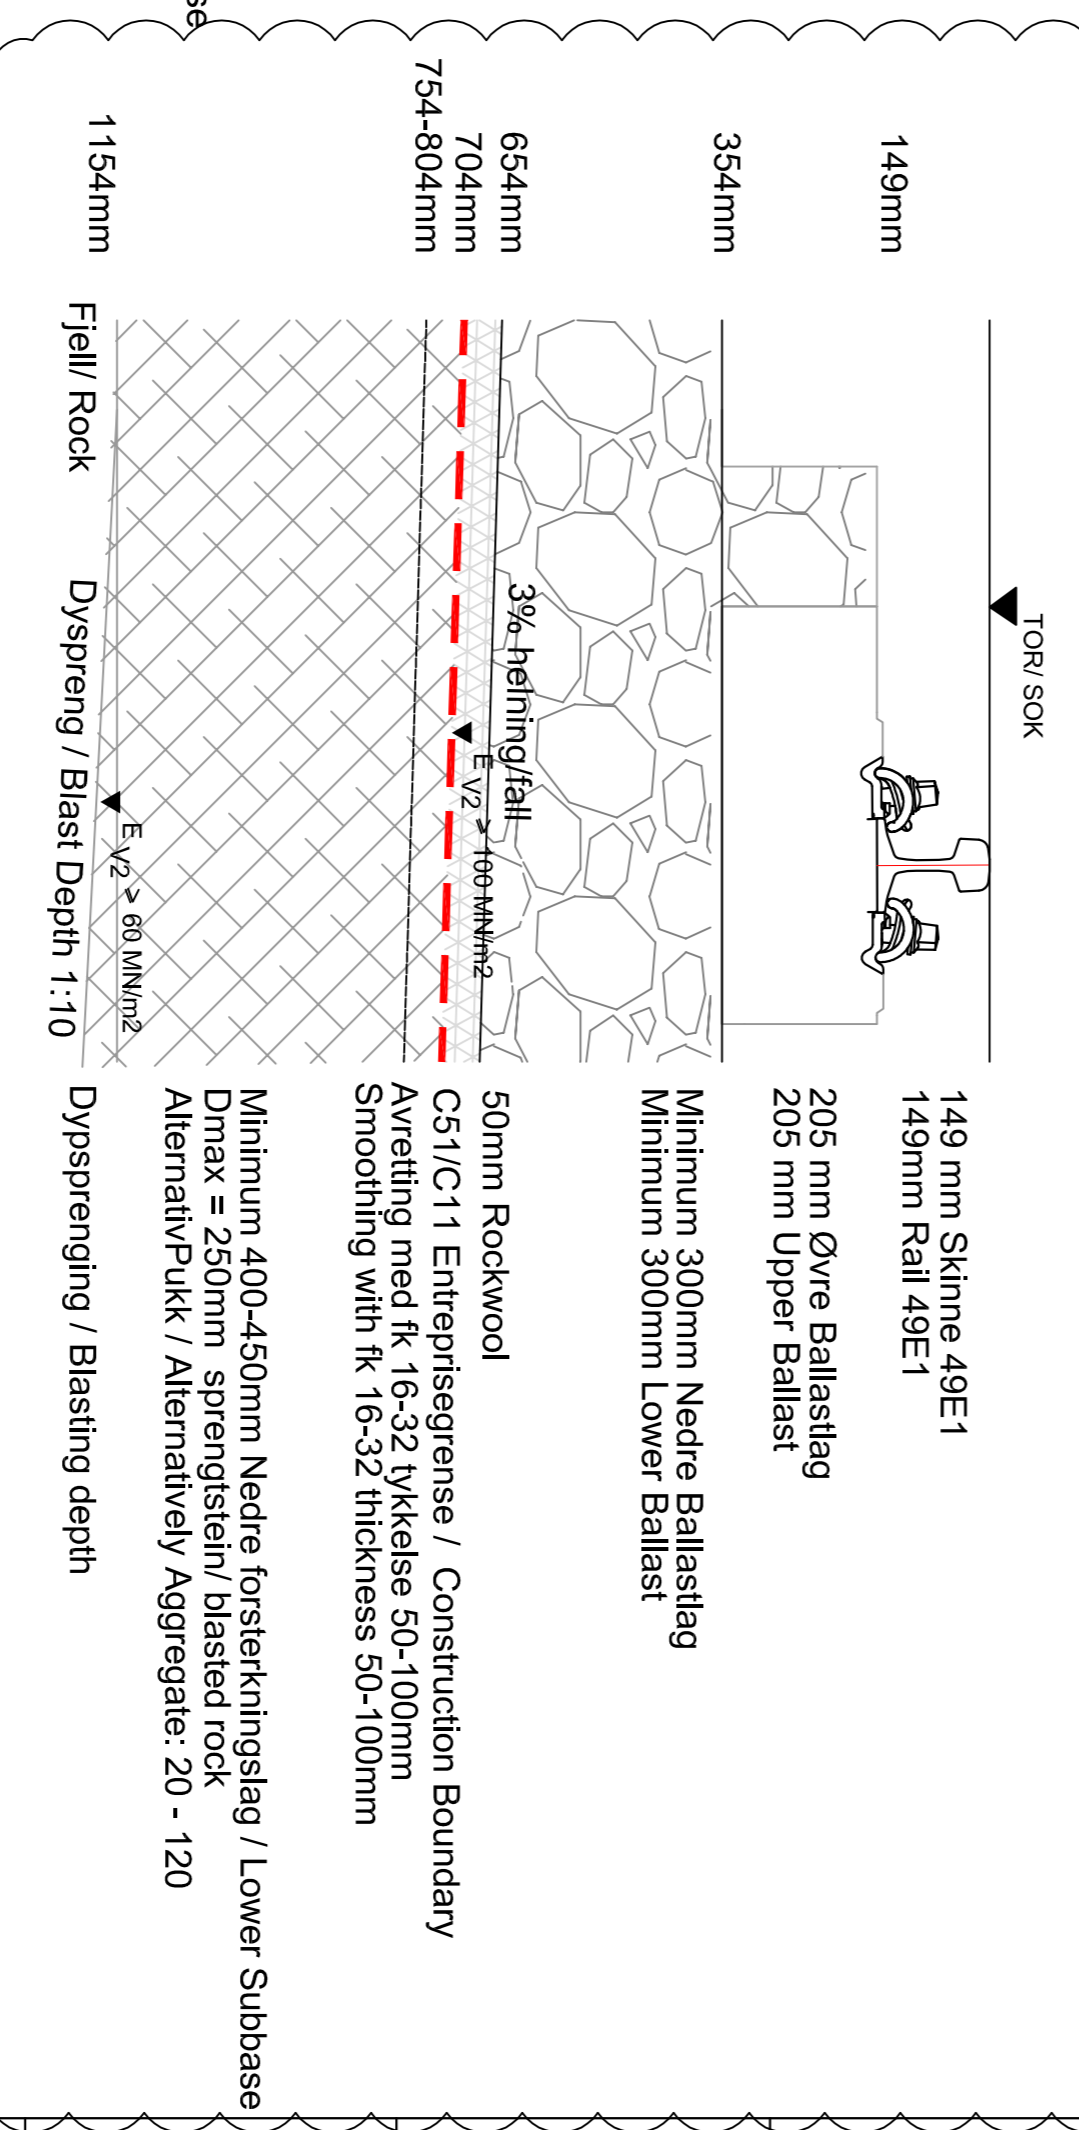 se
TOR/ SOK
149mm
354mm
654mm
704mm
754-804mm
1154mm
149 mm Skinne 49E1
149mm Rail 49E1
205 mm Øvre Ballastlag
205 mm Upper Ballast
Minimum 300mm Nedre Ballastlag
Minimum 300mm Lower Ballast
3% helning/fall
E V2 ⩾ 100 MN/m2
50mm Rockwool
C51/C11 Entreprisegrense / Construction Boundary
Avretting med fk 16-32 tykkelse 50-100mm
Smoothing with fk 16-32 thickness 50-100mm
Minimum 400-450mm Nedre forsterkningslag / Lower Subbase
Dmax = 250mm sprengtstein/ blasted rock
AlternativPukk / Alternatively Aggregate: 20 - 120
E V2 ⩾ 60 MN/m2
Fjell/ Rock
Dyspreng / Blast Depth 1:10
Dypsprenging / Blasting depth